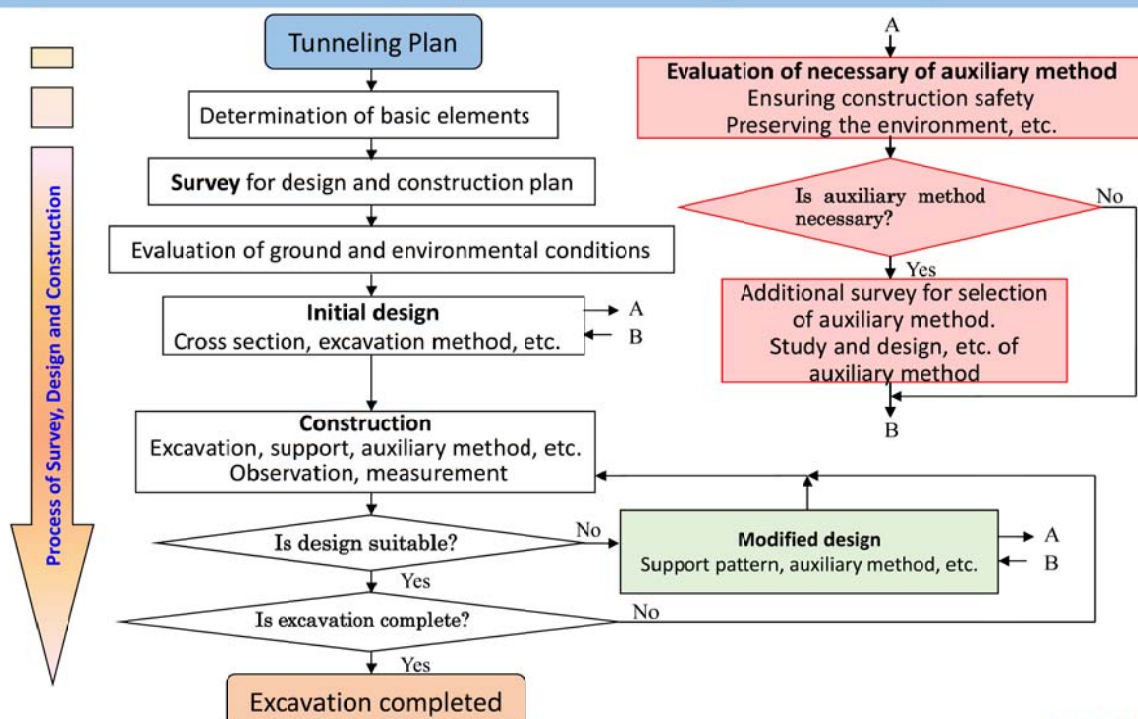 Tunneling Plan
Determination of basic elements
Survey for design and construction plan
Evaluation of ground and environmental conditions
Initial design
Cross section, excavation method, etc.
A
B
Construction
Excavation, support, auxiliary method, etc.
Observation, measurement
Is design suitable?
No
Yes
Modified design
Support pattern, auxiliary method, etc.
A
B
Is excavation complete?
No
Yes
Excavation completed
A
Evaluation of necessary of auxiliary method
Ensuring construction safety
Preserving the environment, etc.
Is auxiliary method
necessary?
No
Yes
Additional survey for selection
of auxiliary method.
Study and design, etc. of
auxiliary method
B
Process of Survey, Design and Construction